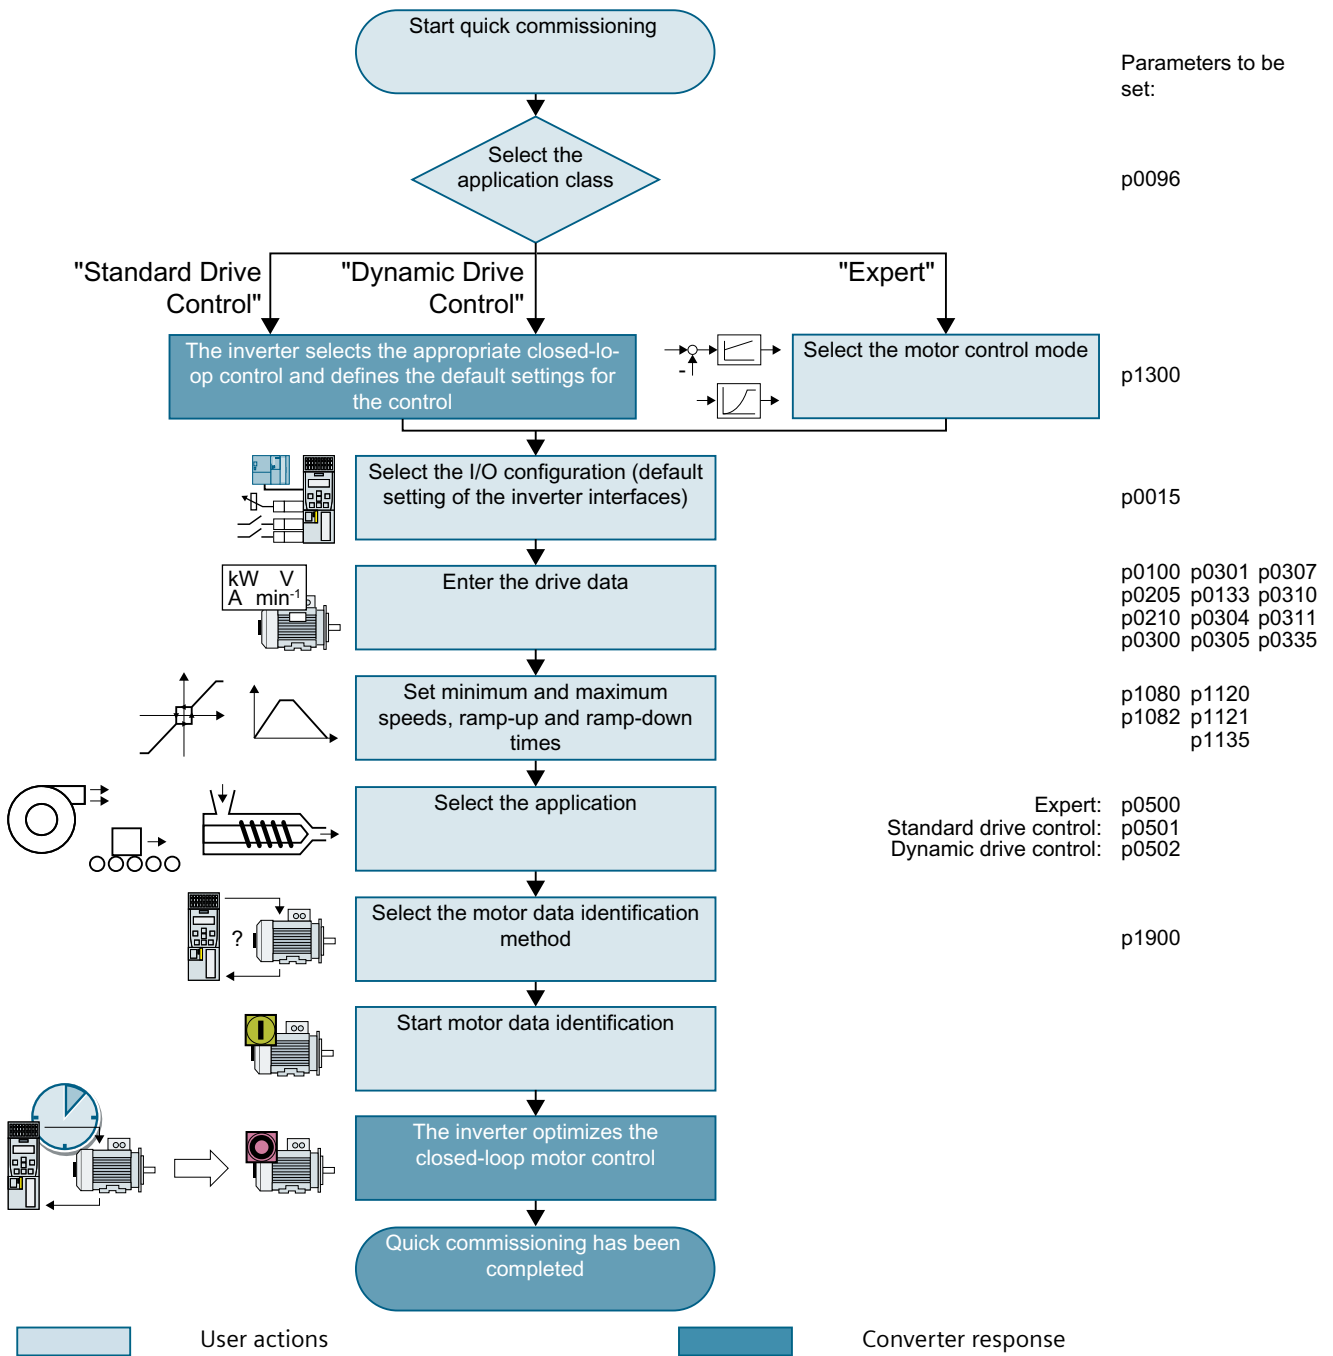 Start quick commissioning
Parameters to be
set:
Select the
application class
p0096
"Standard Drive
Control"
"Dynamic Drive
Control"
"Expert"
The inverter selects the appropriate closed-lo-
op control and defines the default settings for
the control
-
Select the motor control mode
p1300
Select the I/O configuration (default
setting of the inverter interfaces)
p0015
kW V
A min-1
Enter the drive data
p0100 p0301 p0307
p0205 p0133 p0310
p0210 p0304 p0311
p0300 p0305 p0335
Set minimum and maximum
speeds, ramp-up and ramp-down
times
p1080 p1120
p1082 p1121
p1135
Select the application
Expert: p0500
Standard drive control: p0501
Dynamic drive control: p0502
?
Select the motor data identification
method
p1900
Start motor data identification
The inverter optimizes the
closed-loop motor control
Quick commissioning has been
completed
User actions
Converter response